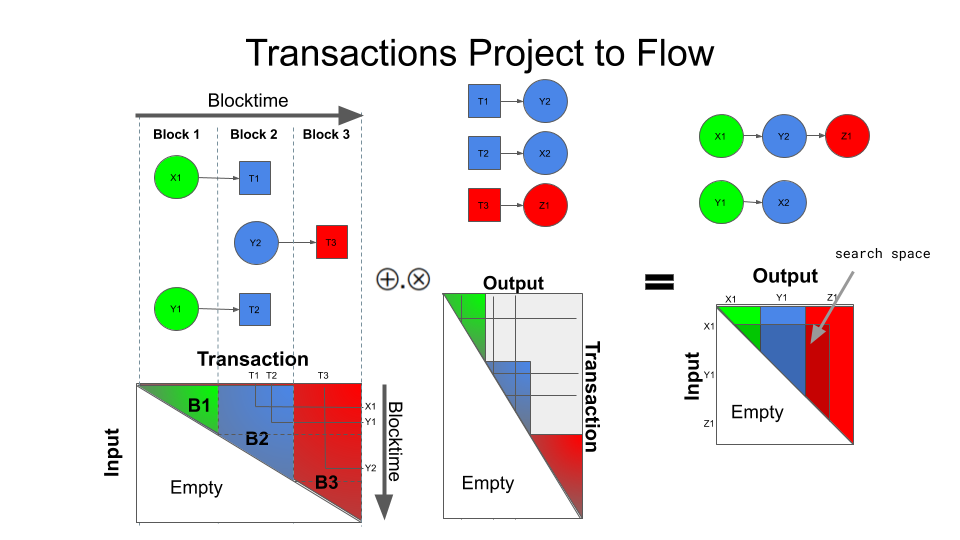 Transactions Project to Flow
Blocktime
Block 1 Block 2 Block 3
X1 T1
Y2 T3
Y1 T2
T1 Y2
T2 X2
T3 Z1
X1 Y2 Z1
Y1 X2
⊕.⊗
=
Transaction
T1 T2 T3
B1
B2
B3
X1
Y1
Y2
Blocktime
Input
Empty
Output
Transaction
Empty
search space
Output
X1 Y1 Z1
X1
Y1
Z1
Input
Empty